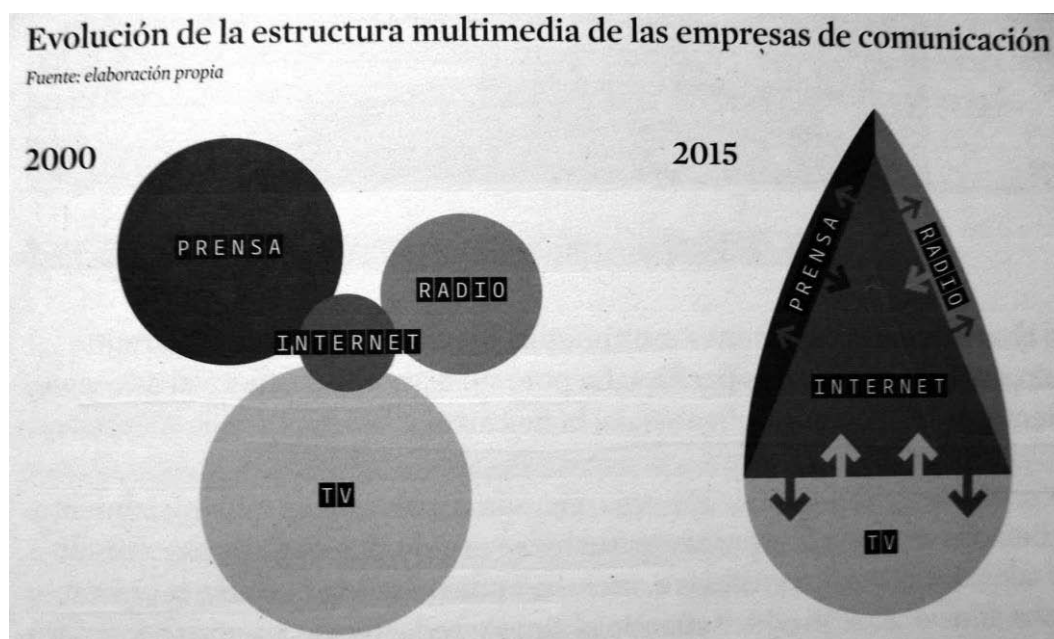 Evolución de la estructura multimedia de las empresas de comunicación
Fuente: elaboración propia
2000
PRENSA
RADIO
INTERNET
TV
2015
PRENSA
RADIO
INTERNET
TV